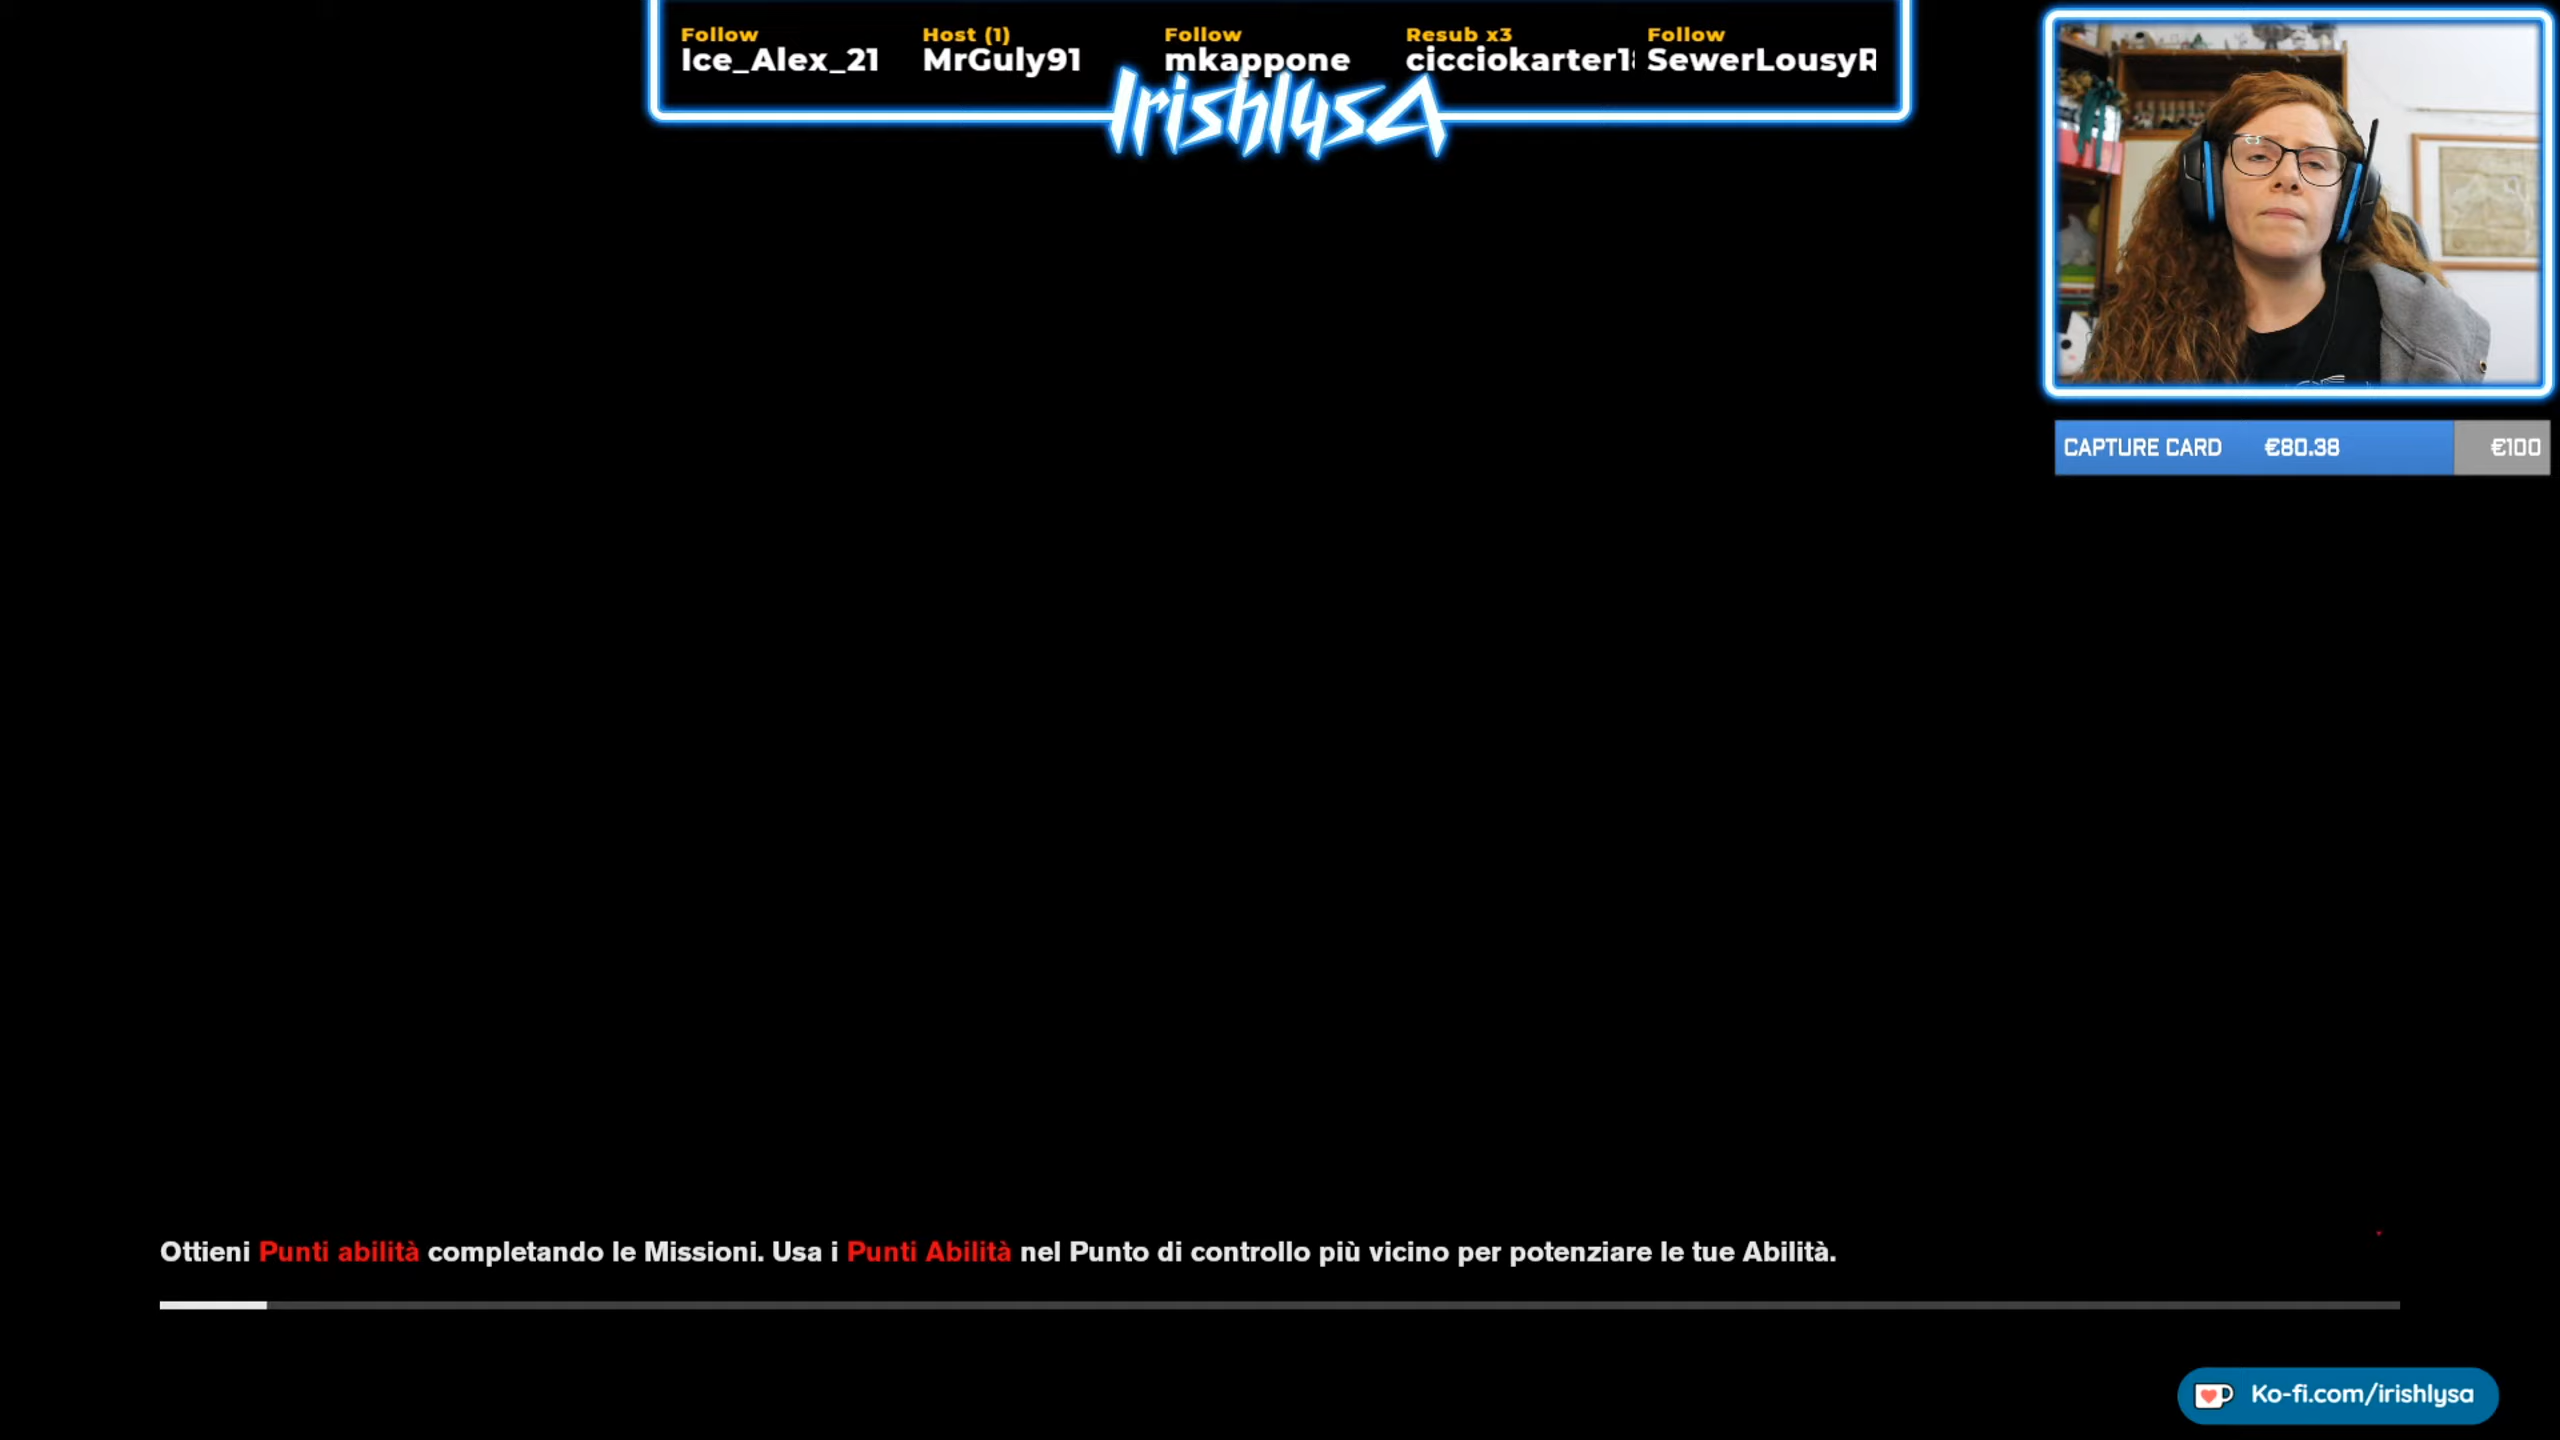 Follow Host (1) Follow Resub x3 Follow
Ice_Alex_21 MrGuly91 mkappone cicciokarter1 SewerLousyR
IrishlysA
CAPTURE CARD €80.38 €100
Ottieni Punti abilità completando le Missioni. Usa i Punti Abilità nel Punto di controllo più vicino per potenziare le tue Abilità.
Ko-fi.com/irishlysa